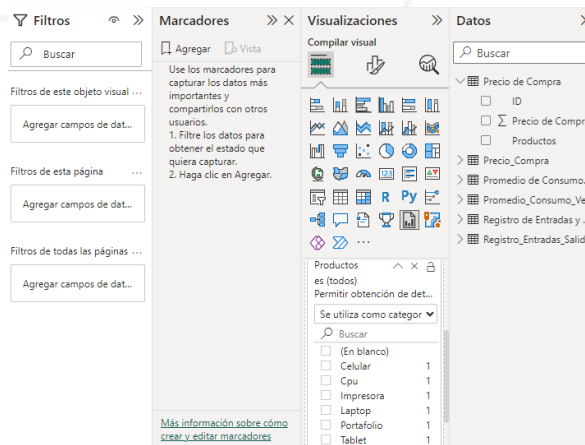 Filtros
Buscar
Filtros de este objeto visual ...
Agregar campos de dat...
Filtros de esta página ...
Agregar campos de dat...
Filtros de todas las páginas ...
Agregar campos de dat...
Marcadores
Agregar Vista
Use los marcadores para
capturar los datos más
importantes y
compartirlos con otros
usuarios.
1. Filtre los datos para
obtener el estado que
quiera capturar.
2. Haga clic en Agregar.
Más información sobre cómo
crear y editar marcadores
Visualizaciones
Compilar visual
123
R Py
...
Productos
es (todos)
Permitir obtención de det...
Se utiliza como categor
Buscar
(En blanco)
Celular 1
Cpu 1
Impresora 1
Laptop 1
Portafolio 1
Tablet 1
Datos
Buscar
Precio de Compra
ID
∑ Precio de Compr
Productos
Precio_Compra
Promedio de Consumo.
Promedio_Consumo_Ve
Registro de Entradas y .
Registro_Entradas_Salid